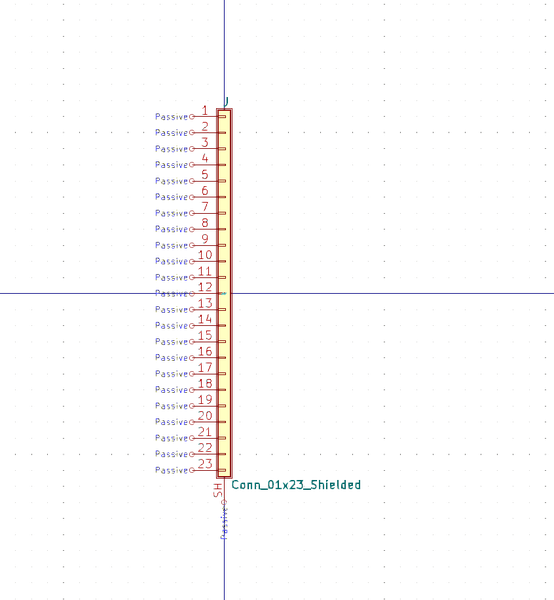 J
Passive 1
Passive 2
Passive 3
Passive 4
Passive 5
Passive 6
Passive 7
Passive 8
Passive 9
Passive 10
Passive 11
Passive 12
Passive 13
Passive 14
Passive 15
Passive 16
Passive 17
Passive 18
Passive 19
Passive 20
Passive 21
Passive 22
Passive 23
Conn_01x23_Shielded
SH
Passive